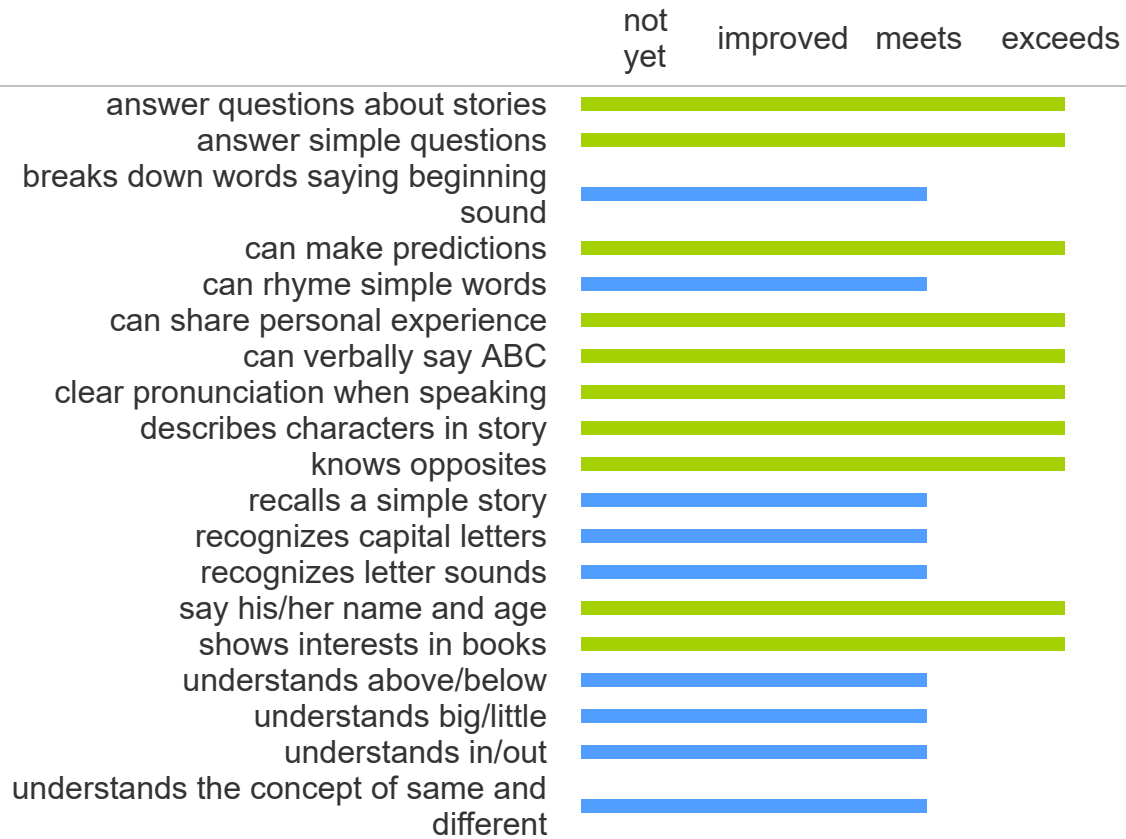 not
yet
improved
meets
exceeds
answer questions about stories
answer simple questions
breaks down words saying beginning
sound
can make predictions
can rhyme simple words
can share personal experience
can verbally say ABC
clear pronunciation when speaking
describes characters in story
knows opposites
recalls a simple story
recognizes capital letters
recognizes letter sounds
say his/her name and age
shows interests in books
understands above/below
understands big/little
understands in/out
understands the concept of same and
different